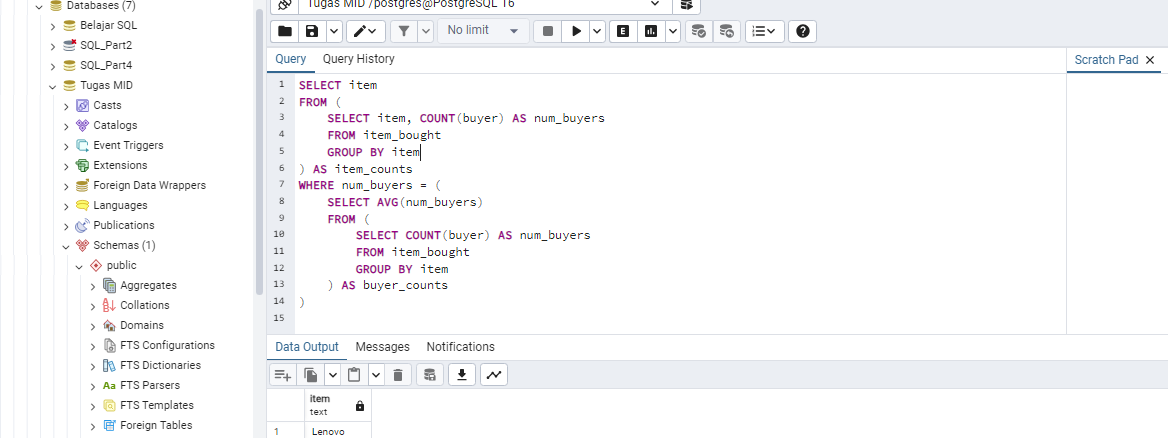 Databases (7)
Belajar SQL
SQL_Part2
SQL_Part4
Tugas MID
Casts
Catalogs
Event Triggers
Extensions
Foreign Data Wrappers
Languages
Publications
Schemas (1)
public
Aggregates
Collations
Domains
FTS Configurations
FTS Dictionaries
Aa FTS Parsers
FTS Templates
Foreign Tables
Tugas MID /postgres@PostgreSQL 16
No limit
E
Query Query History
Scratch Pad
1 SELECT item
2 FROM (
3 SELECT item, COUNT(buyer) AS num_buyers
4 FROM item_bought
5 GROUP BY item
6 ) AS item_counts
7 WHERE num_buyers = (
8 SELECT AVG(num_buyers)
9 FROM (
10 SELECT COUNT(buyer) AS num_buyers
11 FROM item_bought
12 GROUP BY item
13 ) AS buyer_counts
14 )
15
Data Output Messages Notifications
item
text
1 Lenovo